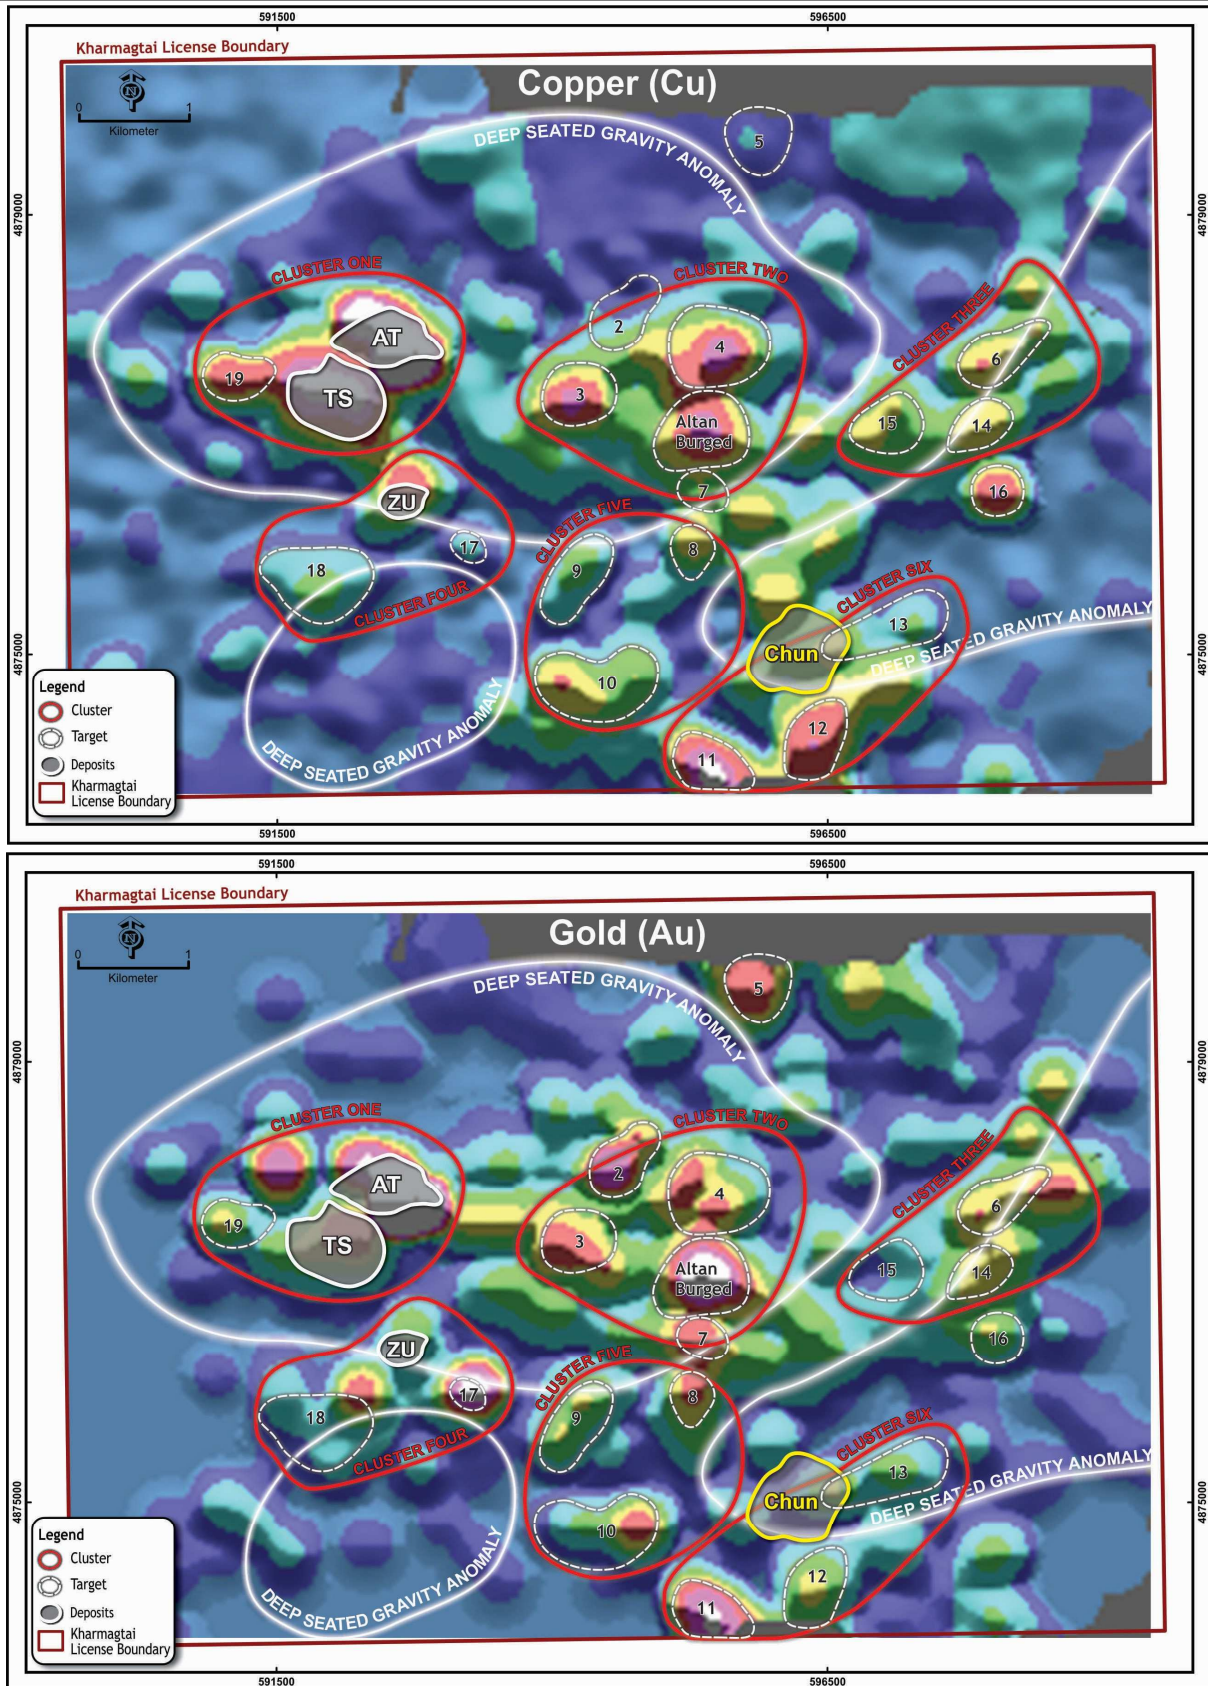 591500
596500
Kharmagtai License Boundary
Copper (Cu)
N
0
1
Kilometer
DEEP SEATED GRAVITY ANOMALY
5
4879000
4879000
CLUSTER ONE
CLUSTER TWO
CLUSTER THREE
2
AT
4
6
19
3
TS
Altan
Burged
15
14
7
16
ZU
CLUSTER FIVE
17
8
18
9
CLUSTER SIX
CLUSTER FOUR
13
DEEP SEATED GRAVITY ANOMALY
Chun
4875000
4875000
10
12
11
DEEP SEATED GRAVITY ANOMALY
Legend
Cluster
Target
Deposits
Kharmagtai
License Boundary
591500
596500
591500
596500
Kharmagtai License Boundary
Gold (Au)
N
0
1
Kilometer
DEEP SEATED GRAVITY ANOMALY
5
4879000
4879000
CLUSTER ONE
CLUSTER TWO
CLUSTER THREE
2
AT
4
6
19
3
TS
Altan
Burged
15
14
7
16
ZU
CLUSTER FIVE
17
8
18
9
CLUSTER SIX
CLUSTER FOUR
13
DEEP SEATED GRAVITY ANOMALY
Chun
4875000
4875000
10
12
11
DEEP SEATED GRAVITY ANOMALY
Legend
Cluster
Target
Deposits
Kharmagtai
License Boundary
591500
596500